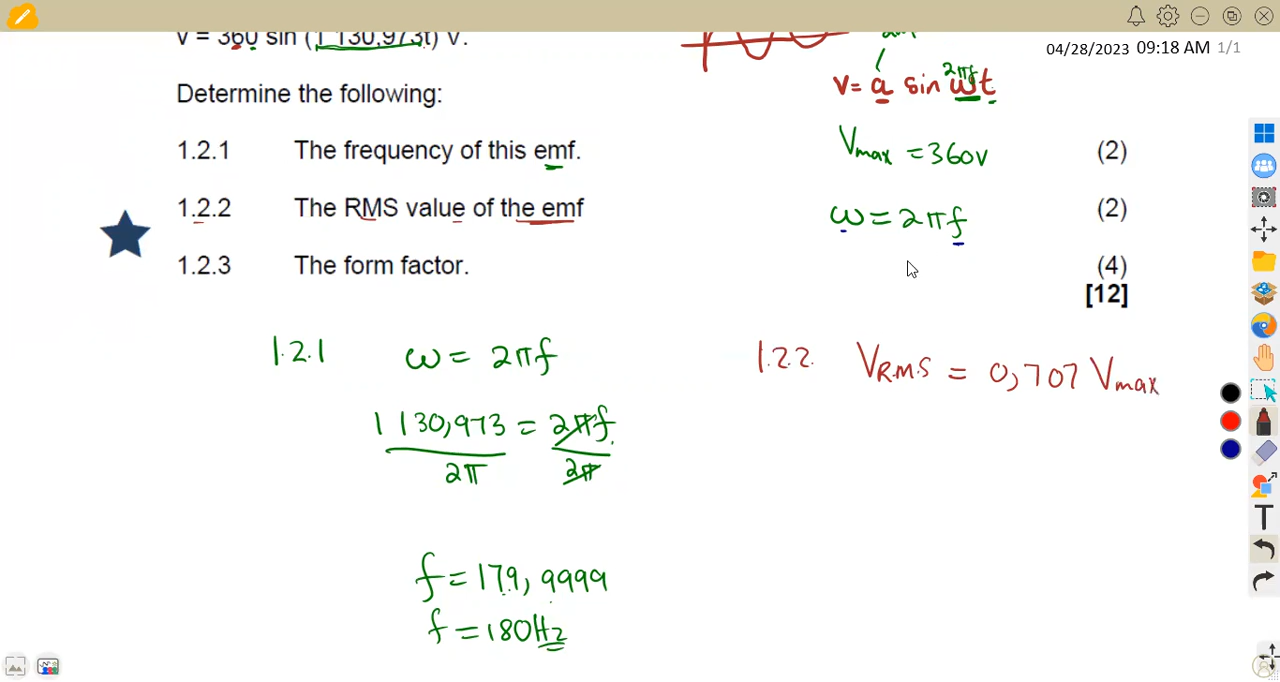 v = 360 sin (1 130,973t) V.
04/28/2023 09:18 AM 1/1
2πf
v = a sin ωt
Determine the following:
1.2.1 The frequency of this emf. (2)
Vmax = 360V
1.2.2 The RMS value of the emf (2)
ω = 2πf
1.2.3 The form factor. (4)
[12]
1.2.1 ω = 2πf
1 130,973 = 2πf
2π 2π
f = 179,9999
f = 180Hz
1.2.2. VR.M.S = 0,707 Vmax
T